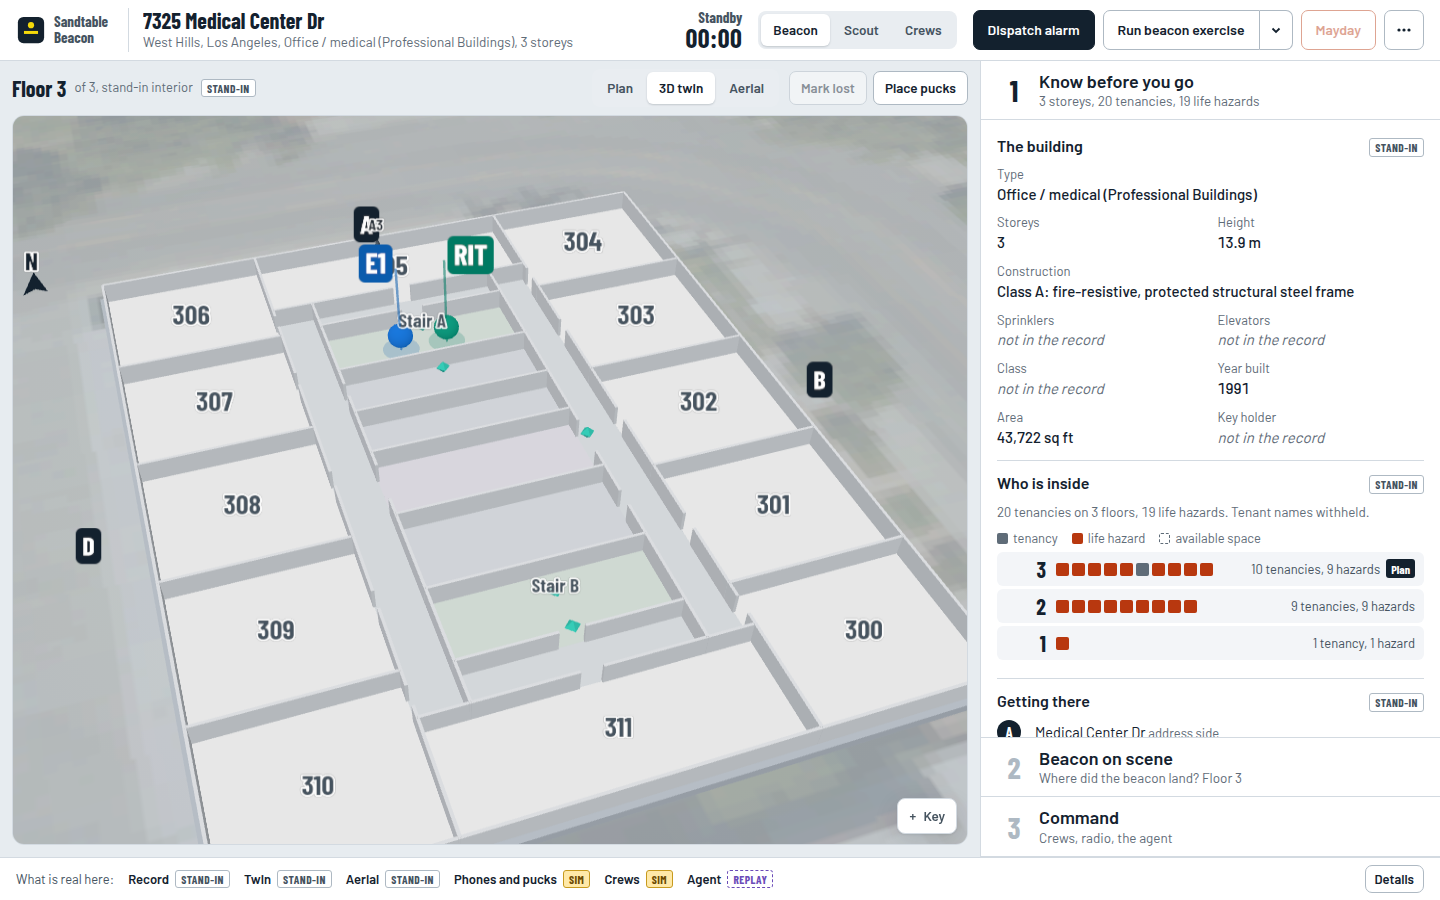 Sandtable
Beacon
7325 Medical Center Dr
West Hills, Los Angeles, Office / medical (Professional Buildings), 3 storeys
Standby
00:00
Beacon
Scout
Crews
Dispatch alarm
Run beacon exercise
Mayday
Floor 3
of 3, stand-in interior
STAND-IN
Plan
3D twin
Aerial
Mark lost
Place pucks
N
A
A3
E1
5
RIT
304
306
Stair A
303
307
302
B
308
301
D
Stair B
309
300
311
310
+ Key
1
Know before you go
3 storeys, 20 tenancies, 19 life hazards
The building
STAND-IN
Type
Office / medical (Professional Buildings)
Storeys
Height
3
13.9 m
Construction
Class A: fire-resistive, protected structural steel frame
Sprinklers
Elevators
not in the record
not in the record
Class
Year built
not in the record
1991
Area
Key holder
43,722 sq ft
not in the record
Who is inside
STAND-IN
20 tenancies on 3 floors, 19 life hazards. Tenant names withheld.
tenancy
life hazard
available space
3
10 tenancies, 9 hazards
Plan
2
9 tenancies, 9 hazards
1
1 tenancy, 1 hazard
Getting there
STAND-IN
A
Medical Center Dr address side
2
Beacon on scene
Where did the beacon land? Floor 3
3
Command
Crews, radio, the agent
What is real here:
Record STAND-IN
Twin STAND-IN
Aerial STAND-IN
Phones and pucks SIM
Crews SIM
Agent REPLAY
Details